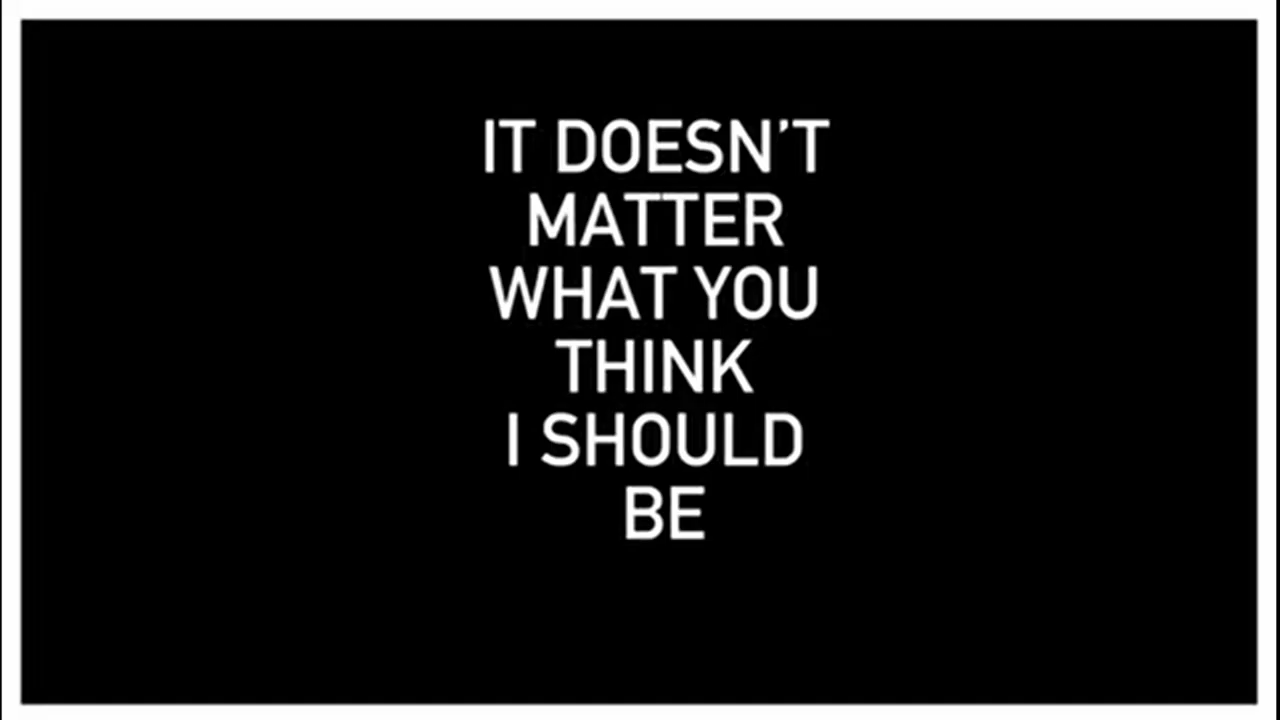 IT DOESN'T
MATTER
WHAT YOU
THINK
I SHOULD
BE